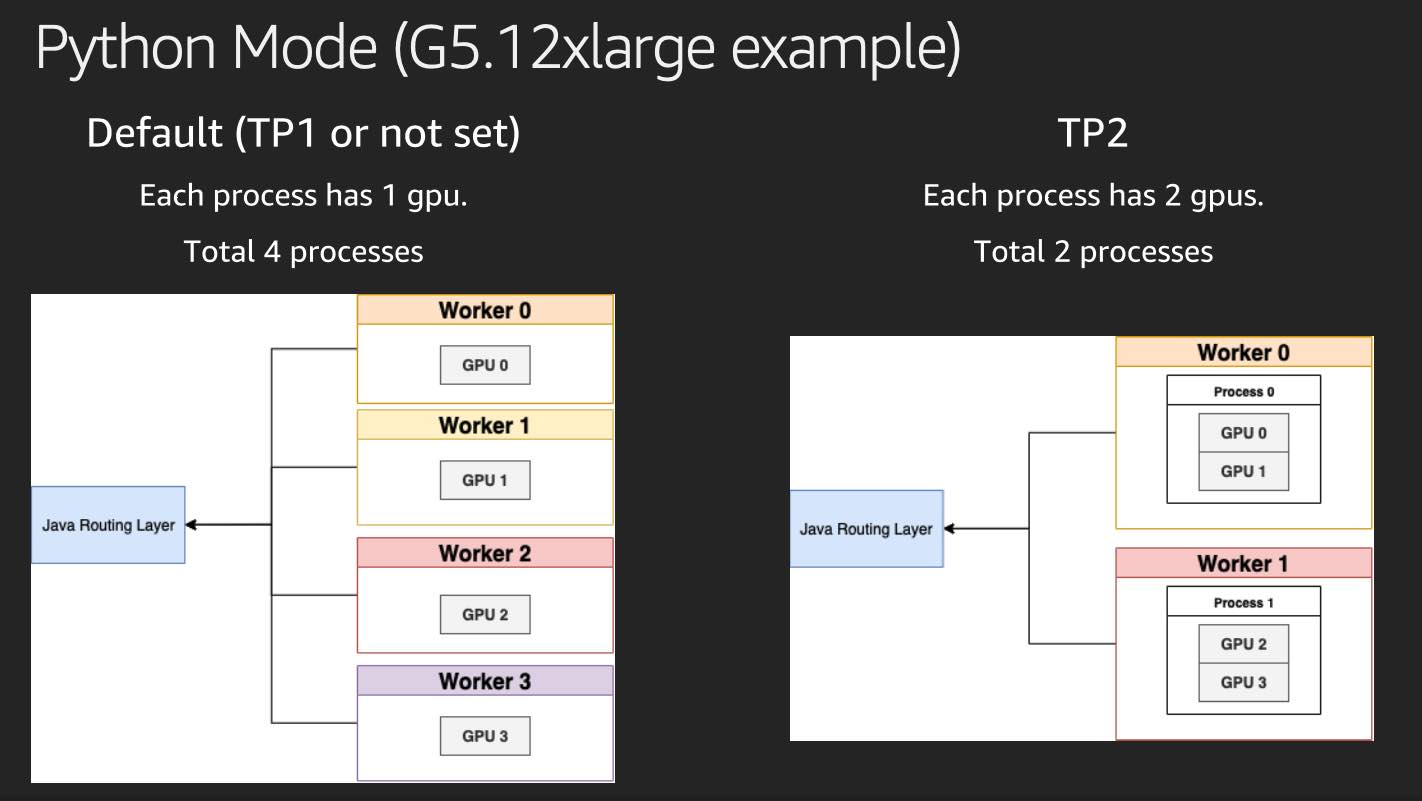 Python Mode (G5.12xlarge example)
Default (TP1 or not set)
Each process has 1 gpu.
Total 4 processes
Worker 0
GPU 0
Worker 1
GPU 1
Java Routing Layer
Worker 2
GPU 2
Worker 3
GPU 3
TP2
Each process has 2 gpus.
Total 2 processes
Worker 0
Process 0
GPU 0
GPU 1
Java Routing Layer
Worker 1
Process 1
GPU 2
GPU 3